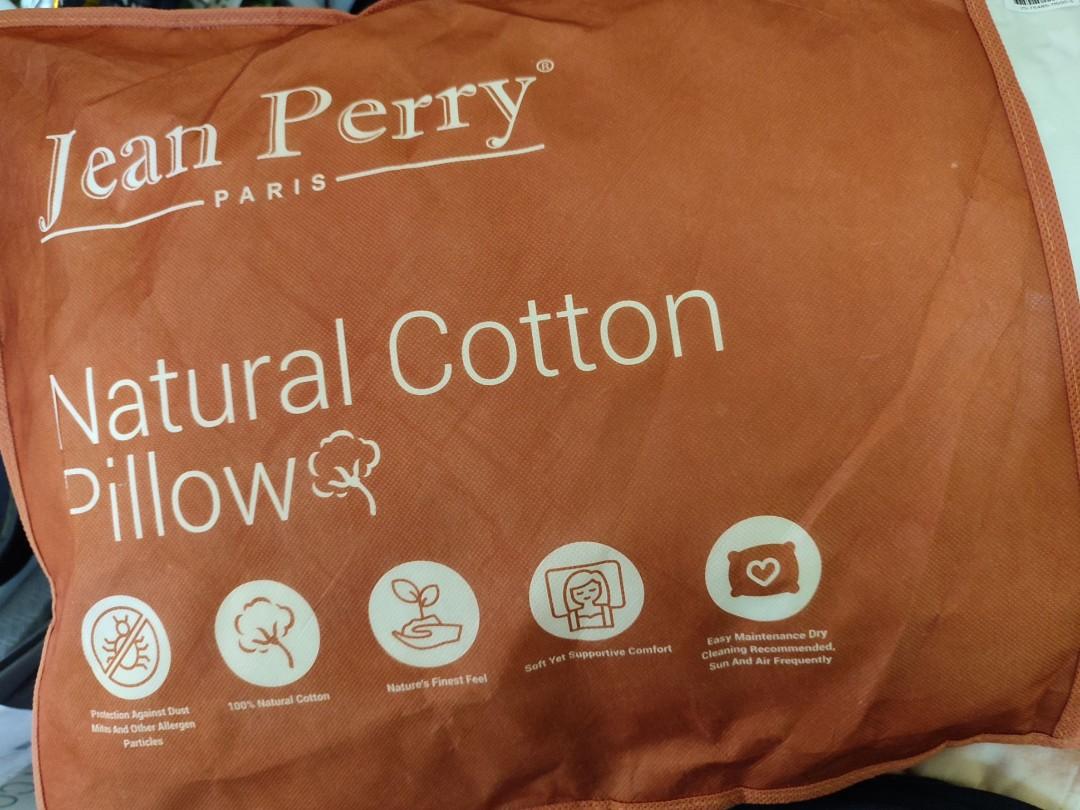 Jean Perry®
PARIS
Natural Cotton
Pillow
Protection Against Dust
Mites And Other Allergen
Particles
100% Natural Cotton
Nature's Finest Feel
Soft Yet Supportive Comfort
Easy Maintenance Dry
Cleaning Recommended,
Sun And Air Frequently